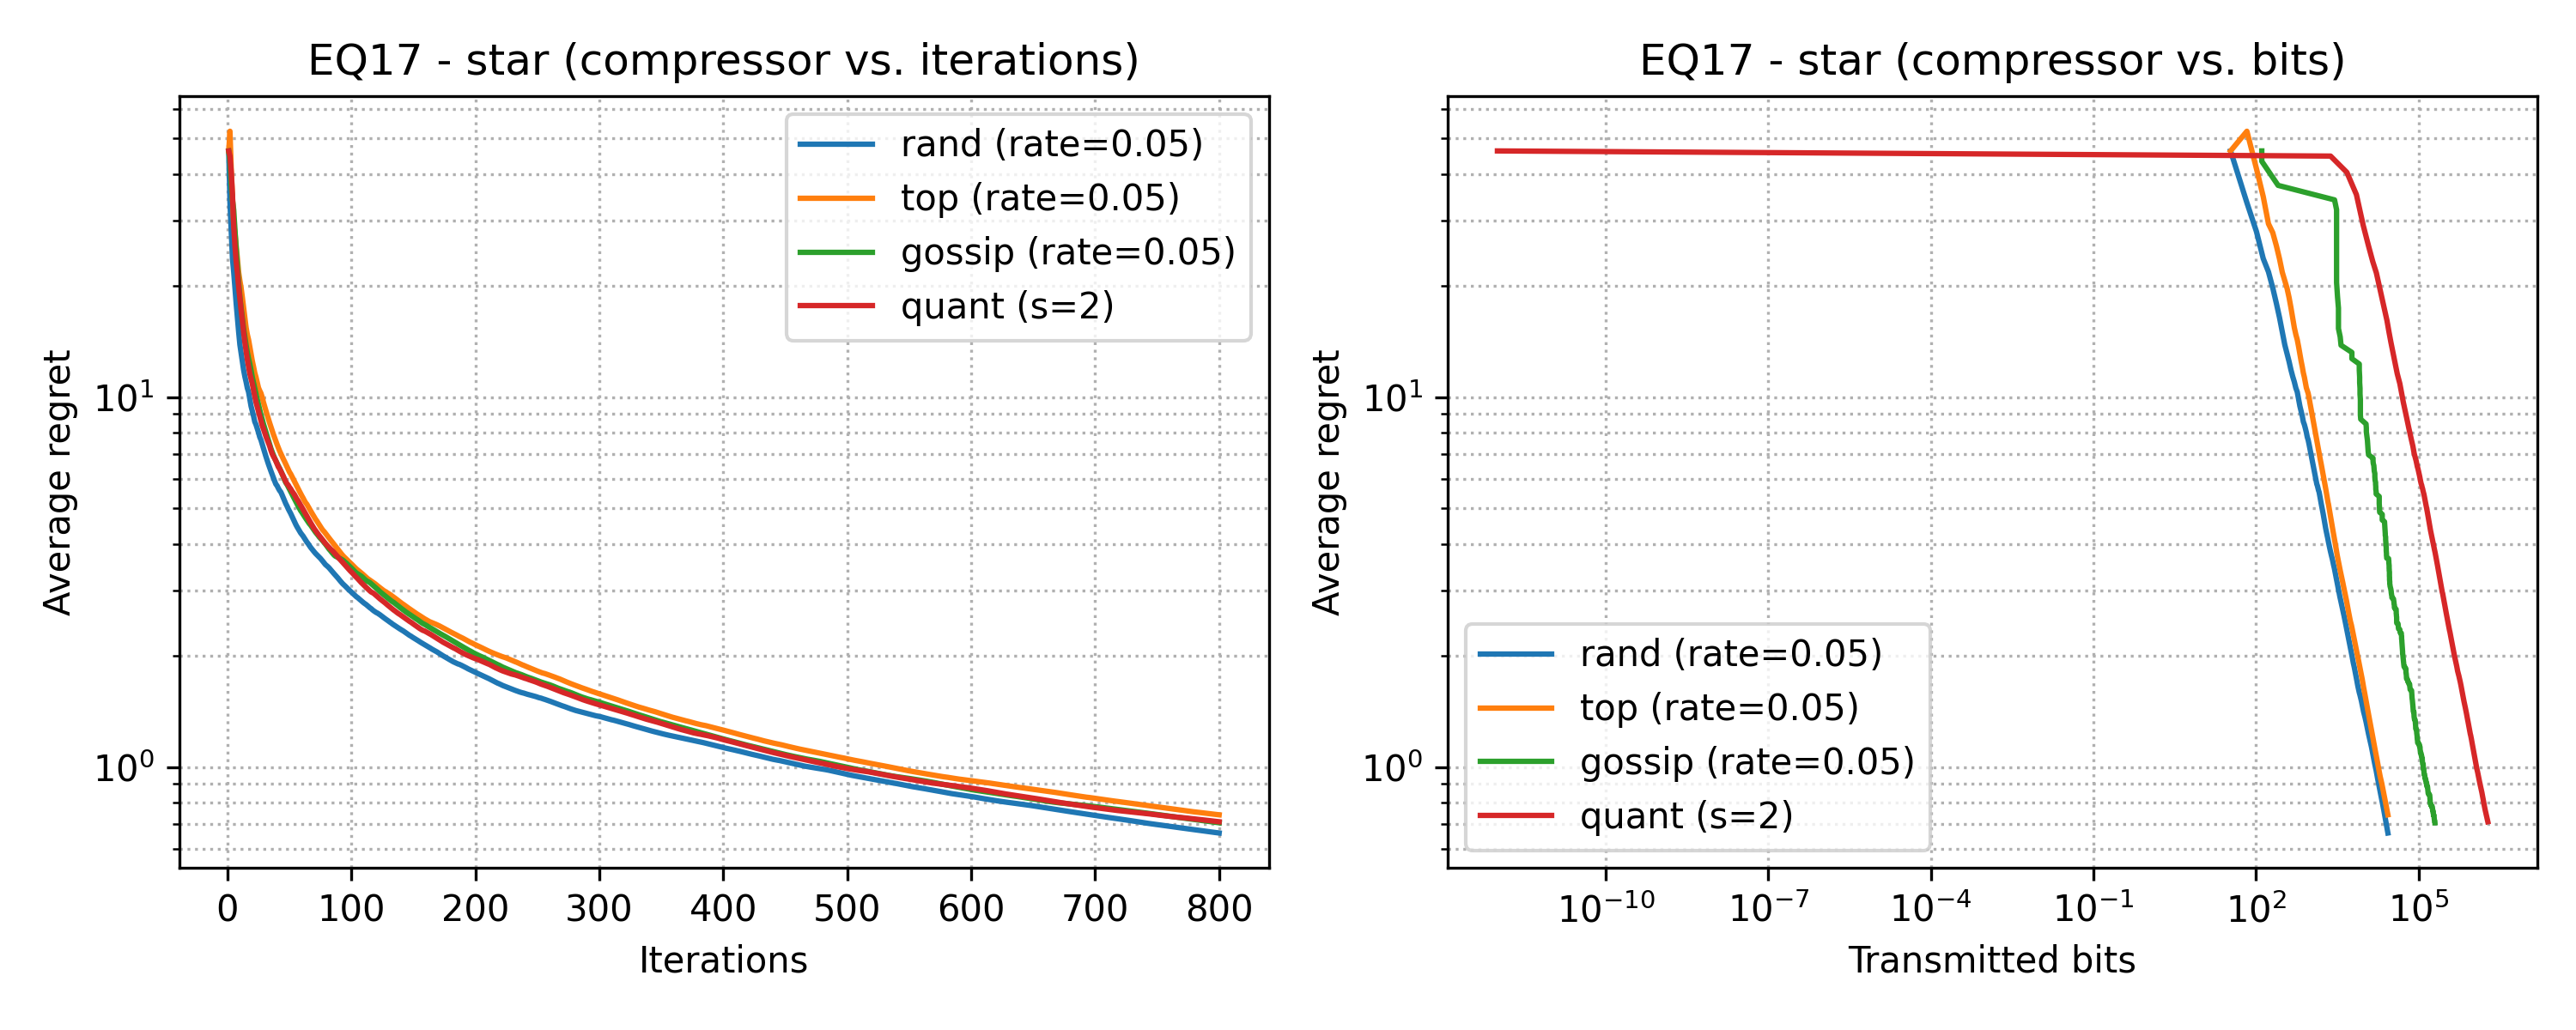 EQ17 - star (compressor vs. iterations)
Average regret
10¹
10⁰
rand (rate=0.05)
top (rate=0.05)
gossip (rate=0.05)
quant (s=2)
0 100 200 300 400 500 600 700 800
Iterations
EQ17 - star (compressor vs. bits)
Average regret
10¹
10⁰
rand (rate=0.05)
top (rate=0.05)
gossip (rate=0.05)
quant (s=2)
10⁻¹⁰ 10⁻⁷ 10⁻⁴ 10⁻¹ 10² 10⁵
Transmitted bits